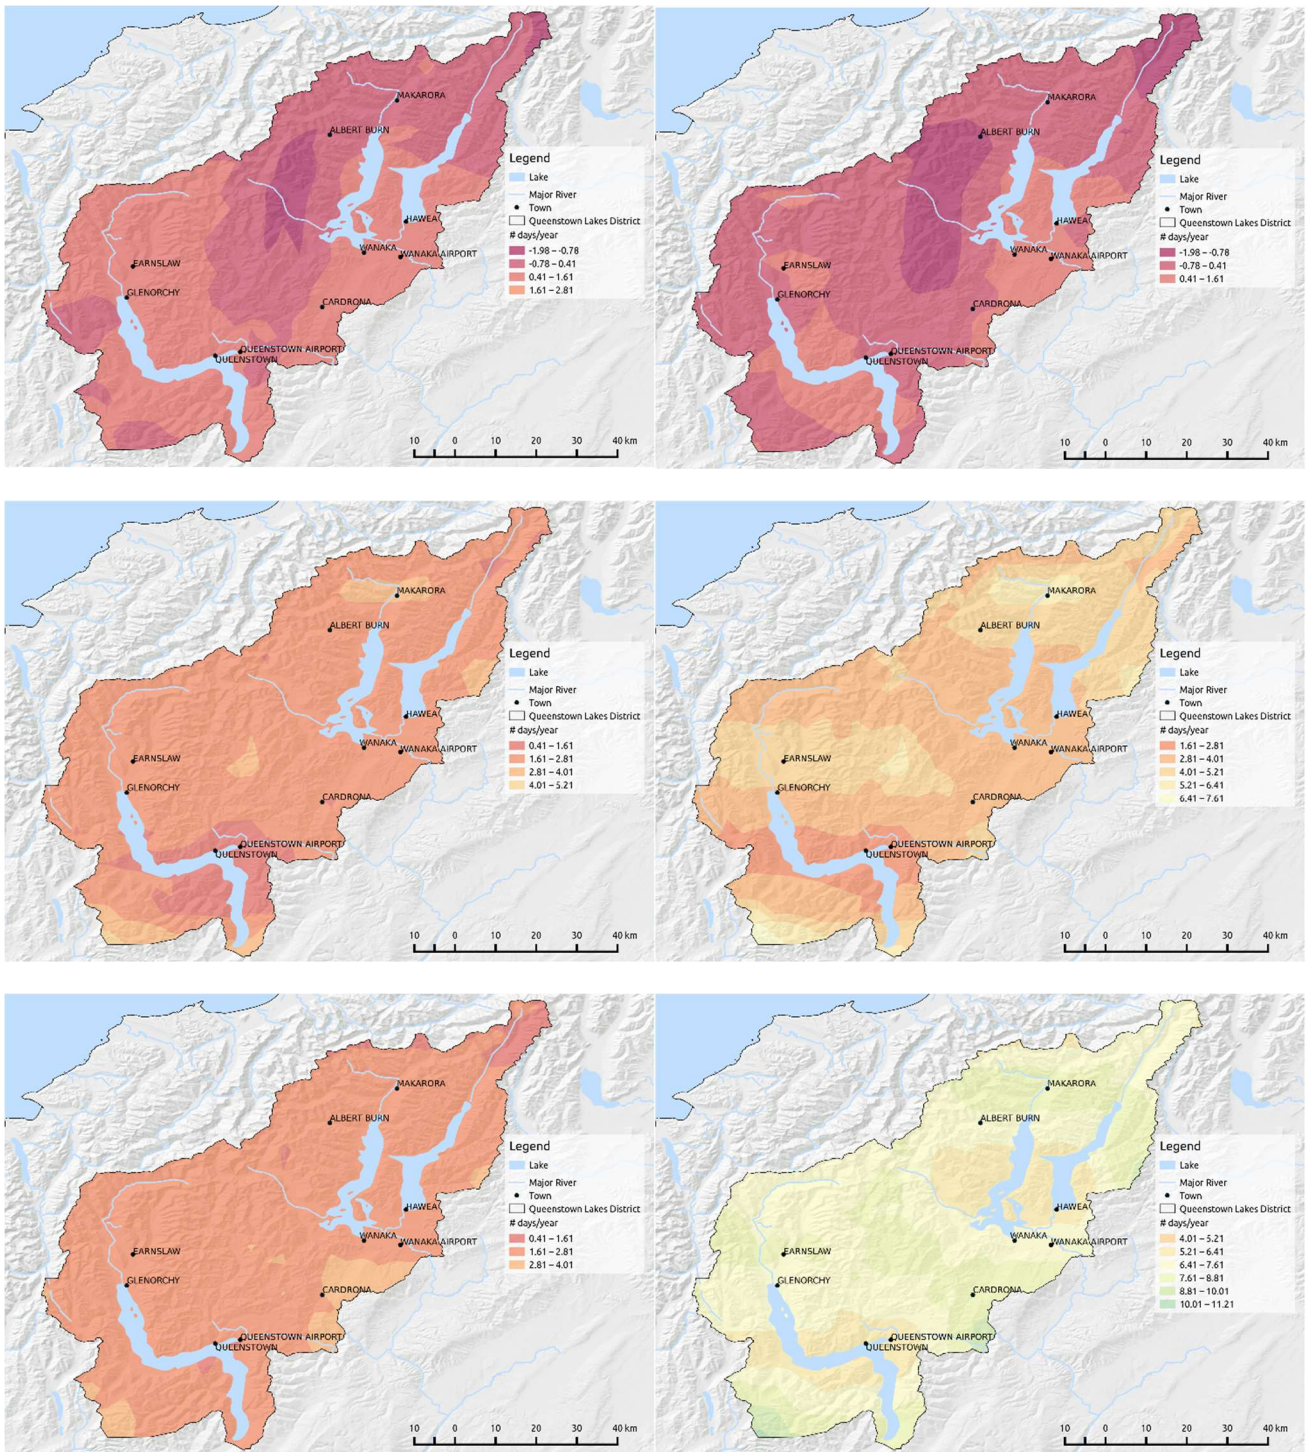 MAKARORA
ALBERT BURN
HAWEA
WANAKA
WANAKA AIRPORT
EARNSLAW
GLENORCHY
CARDRONA
QUEENSTOWN AIRPORT
QUEENSTOWN
Legend
Lake
Major River
Town
Queenstown Lakes District
# days/year
-1.98 – -0.78
-0.78 – 0.41
0.41 – 1.61
1.61 – 2.81
10 0 10 20 30 40 km
MAKARORA
ALBERT BURN
HAWEA
WANAKA
WANAKA AIRPORT
EARNSLAW
GLENORCHY
CARDRONA
QUEENSTOWN AIRPORT
QUEENSTOWN
Legend
Lake
Major River
Town
Queenstown Lakes District
# days/year
-1.98 – -0.78
-0.78 – 0.41
0.41 – 1.61
10 0 10 20 30 40 km
MAKARORA
ALBERT BURN
HAWEA
WANAKA
WANAKA AIRPORT
EARNSLAW
GLENORCHY
CARDRONA
QUEENSTOWN AIRPORT
QUEENSTOWN
Legend
Lake
Major River
Town
Queenstown Lakes District
# days/year
0.41 – 1.61
1.61 – 2.81
2.81 – 4.01
4.01 – 5.21
10 0 10 20 30 40 km
MAKARORA
ALBERT BURN
HAWEA
WANAKA
WANAKA AIRPORT
EARNSLAW
GLENORCHY
CARDRONA
QUEENSTOWN AIRPORT
QUEENSTOWN
Legend
Lake
Major River
Town
Queenstown Lakes District
# days/year
1.61 – 2.81
2.81 – 4.01
4.01 – 5.21
5.21 – 6.41
6.41 – 7.61
10 0 10 20 30 40 km
MAKARORA
ALBERT BURN
HAWEA
WANAKA
WANAKA AIRPORT
EARNSLAW
GLENORCHY
CARDRONA
QUEENSTOWN AIRPORT
QUEENSTOWN
Legend
Lake
Major River
Town
Queenstown Lakes District
# days/year
0.41 – 1.61
1.61 – 2.81
2.81 – 4.01
10 0 10 20 30 40 km
MAKARORA
ALBERT BURN
HAWEA
WANAKA
WANAKA AIRPORT
EARNSLAW
GLENORCHY
CARDRONA
QUEENSTOWN AIRPORT
QUEENSTOWN
Legend
Lake
Major River
Town
Queenstown Lakes District
# days/year
4.01 – 5.21
5.21 – 6.41
6.41 – 7.61
7.61 – 8.81
8.81 – 10.01
10.01 – 11.21
10 0 10 20 30 40 km